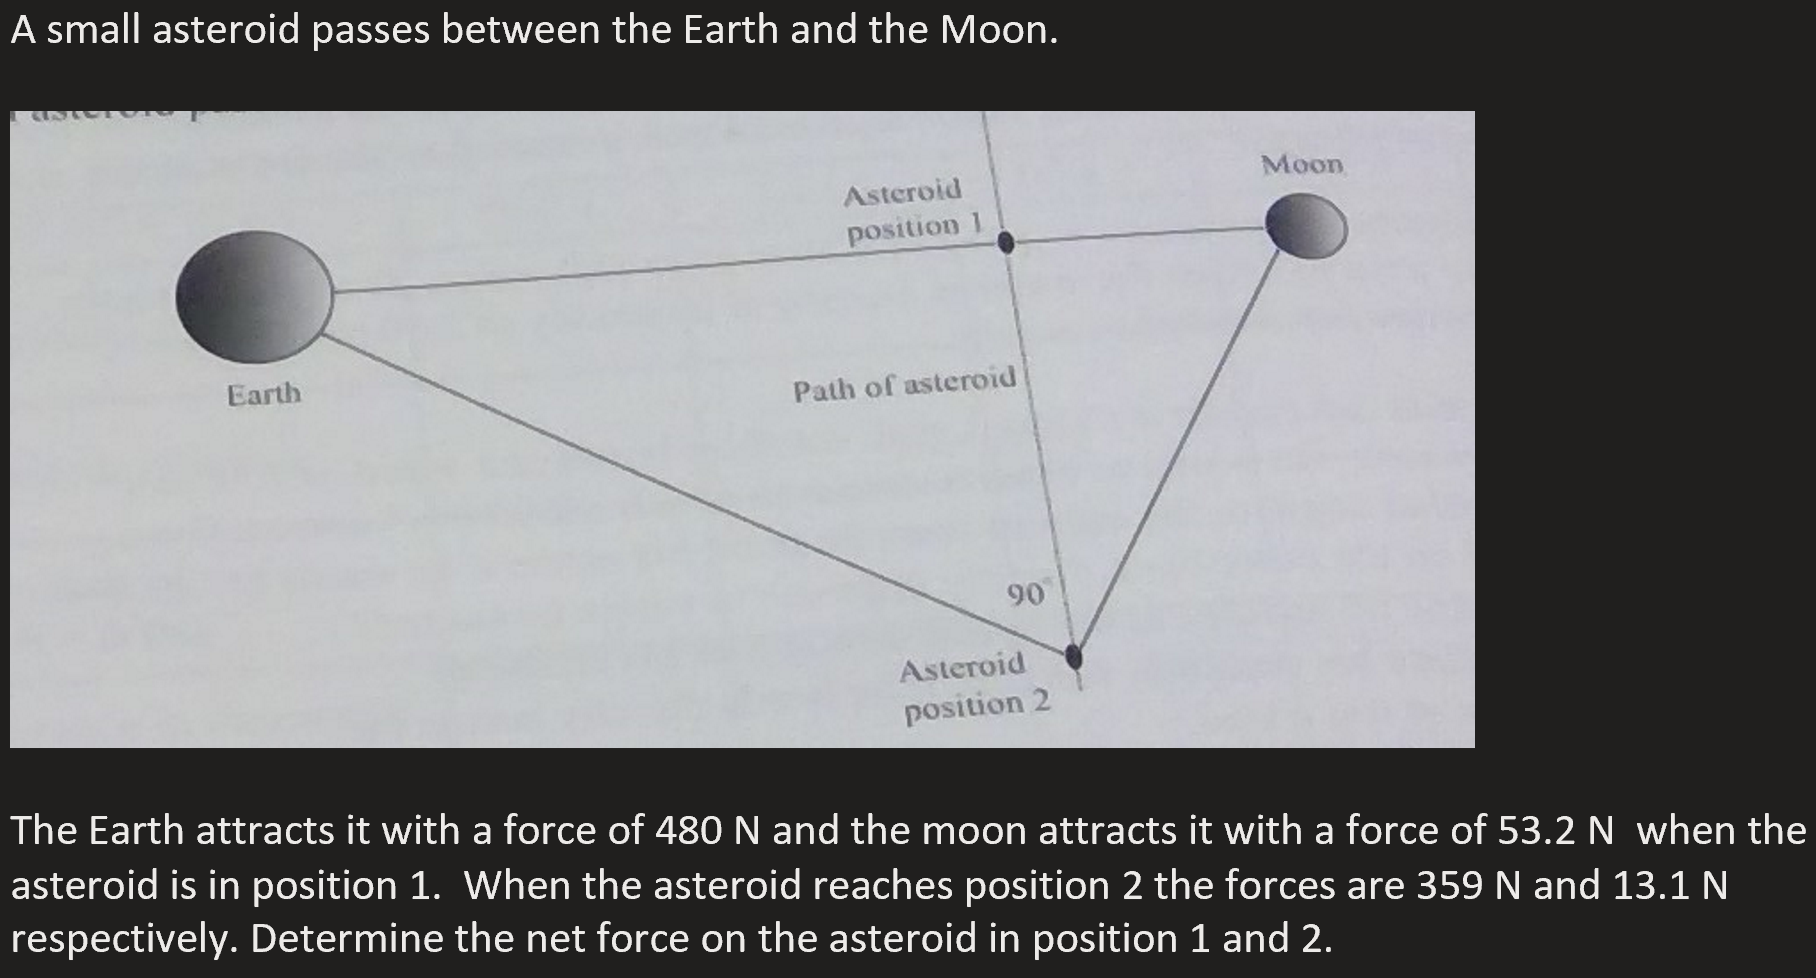 A small asteroid passes between the Earth and the Moon.
Moon
Asteroid
position 1
Path of asteroid
Earth
90°
Asteroid
position 2
The Earth attracts it with a force of 480 N and the moon attracts it with a force of 53.2 N when the
asteroid is in position 1. When the asteroid reaches position 2 the forces are 359 N and 13.1 N
respectively. Determine the net force on the asteroid in position 1 and 2.